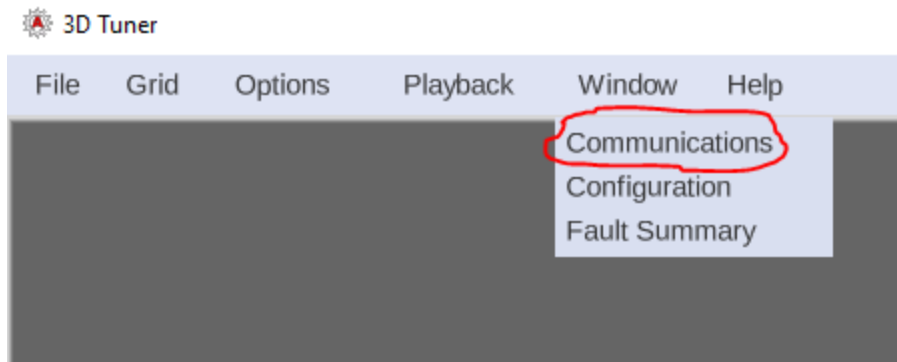 3D Tuner
File Grid Options Playback Window Help
Communications
Configuration
Fault Summary